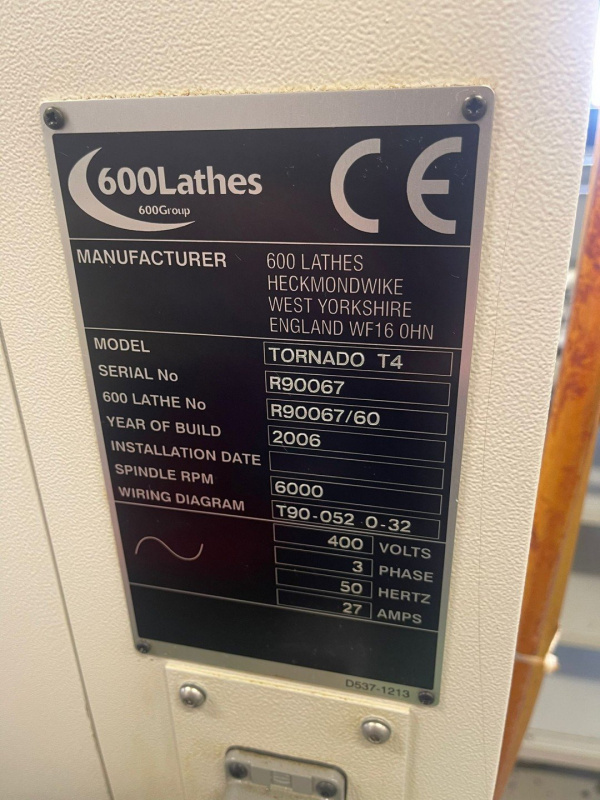 600Lathes
600Group
CE
MANUFACTURER 600 LATHES
HECKMONDWIKE
WEST YORKSHIRE
ENGLAND WF16 0HN
MODEL TORNADO T4
SERIAL No R90067
600 LATHE No R90067/60
YEAR OF BUILD 2006
INSTALLATION DATE
SPINDLE RPM 6000
WIRING DIAGRAM T90-052 0-32
400 VOLTS
3 PHASE
50 HERTZ
27 AMPS
D537-1213